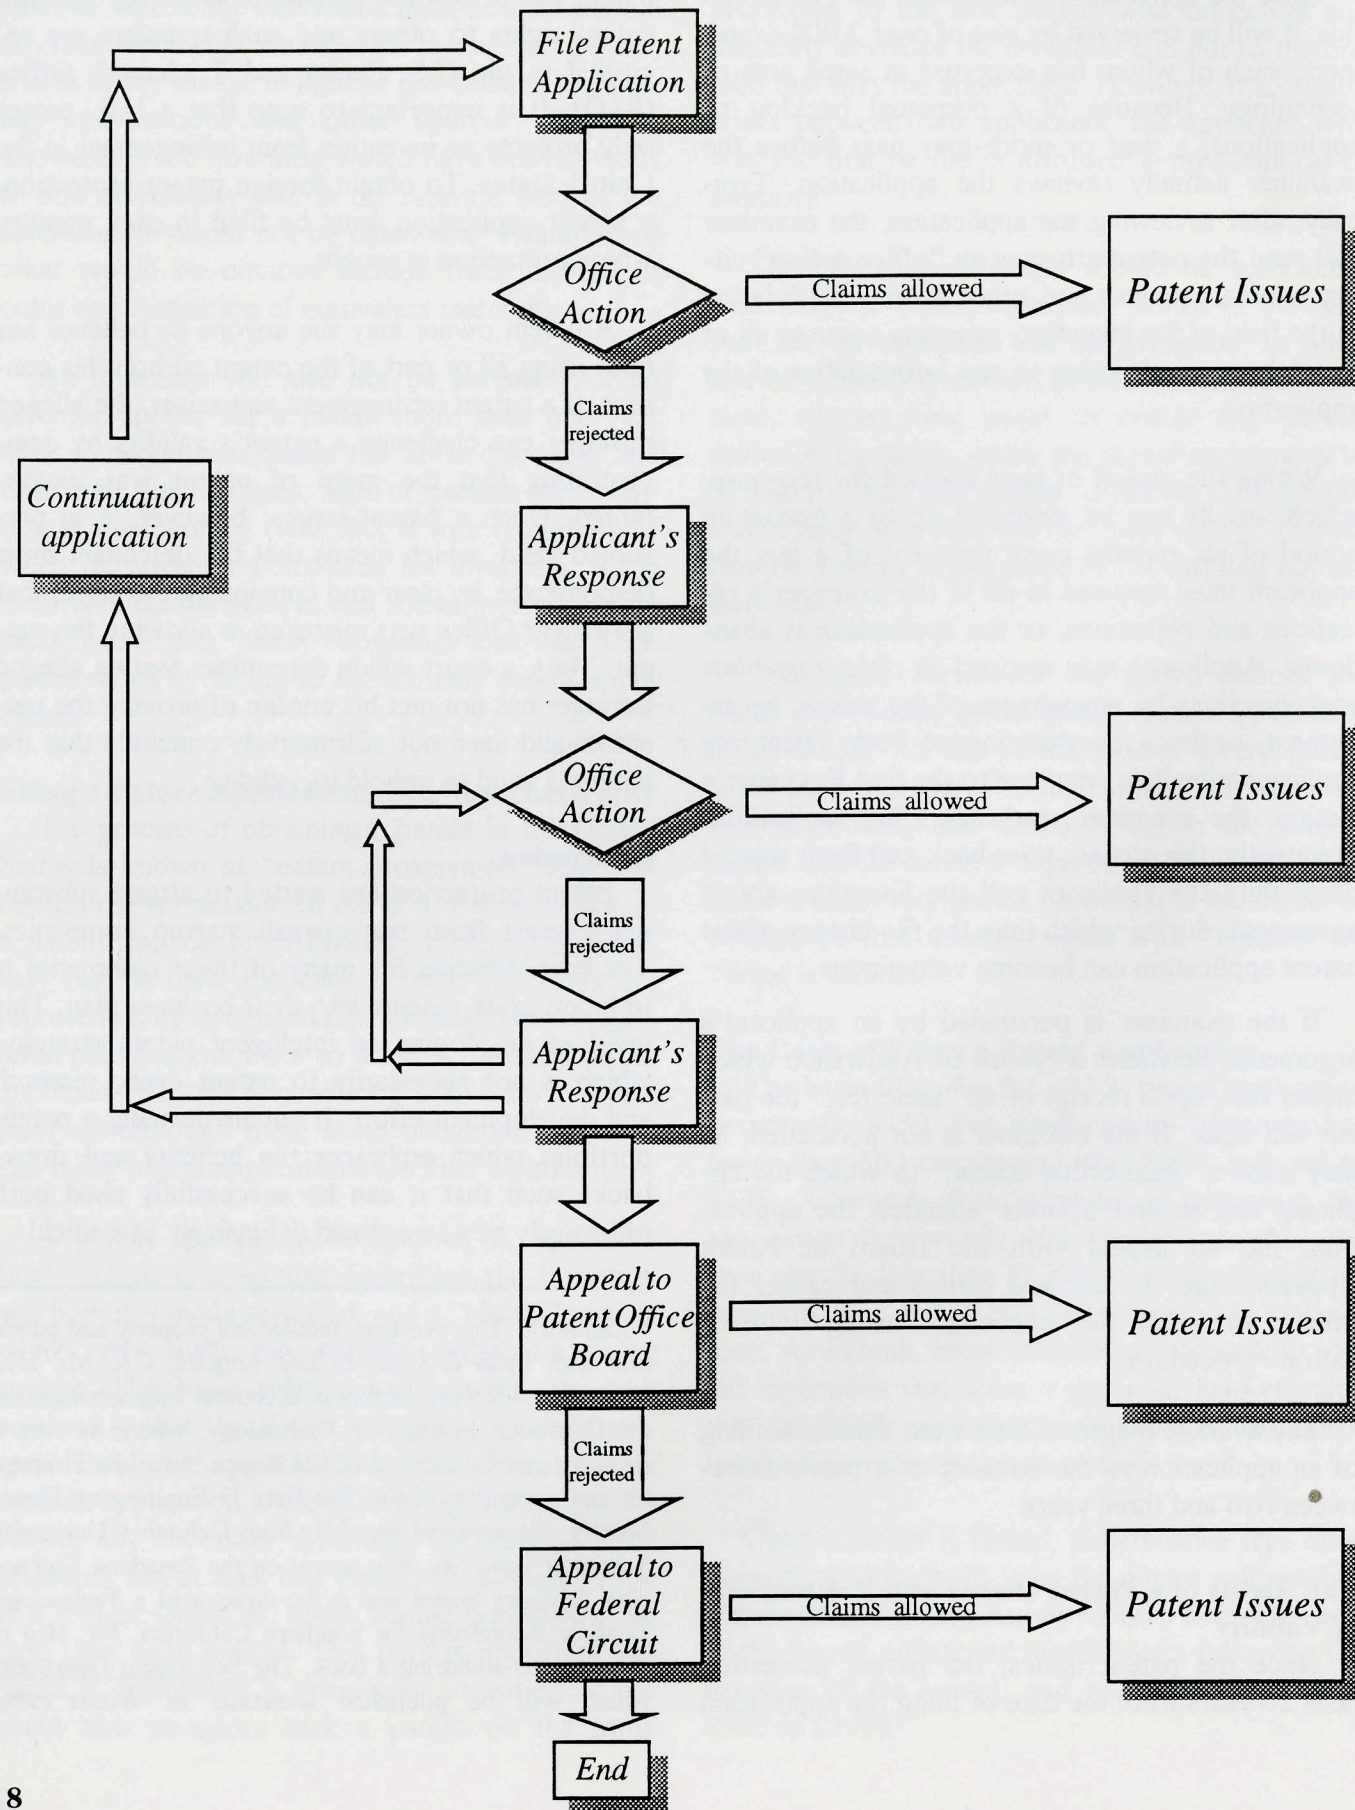 File Patent
Application
Office
Action
Claims allowed
Patent Issues
Claims
rejected
Continuation
application
Applicant's
Response
Office
Action
Claims allowed
Patent Issues
Claims
rejected
Applicant's
Response
Appeal to
Patent Office
Board
Claims allowed
Patent Issues
Claims
rejected
Appeal to
Federal
Circuit
Claims allowed
Patent Issues
End
8